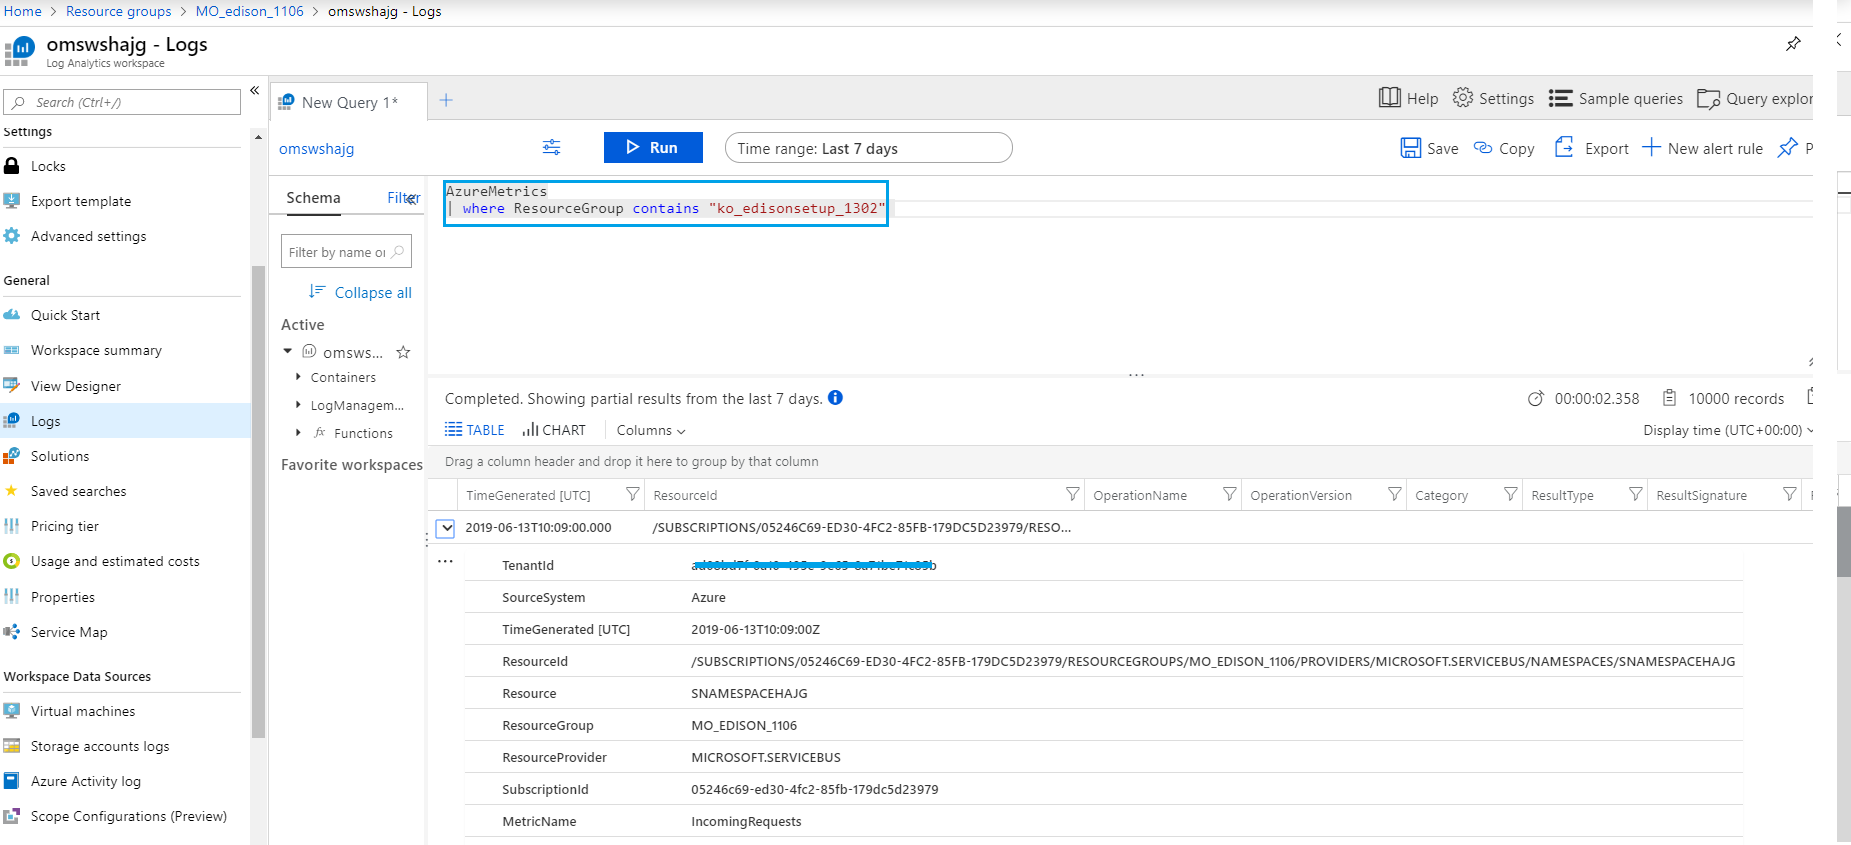 Home > Resource groups > MO_edison_1106 > omswshajg - Logs
omswshajg - Logs
Log Analytics workspace
Search (Ctrl+/)
Settings
Locks
Export template
Advanced settings
General
Quick Start
Workspace summary
View Designer
Logs
Solutions
Saved searches
Pricing tier
Usage and estimated costs
Properties
Service Map
Workspace Data Sources
Virtual machines
Storage accounts logs
Azure Activity log
Scope Configurations (Preview)
New Query 1*
Help Settings Sample queries Query explor
omswshajg
Run
Time range: Last 7 days
Save Copy Export New alert rule P
Schema Filter
Filter by name or
Collapse all
Active
omsws...
Containers
LogManagem...
fx Functions
Favorite workspaces
AzureMetrics
| where ResourceGroup contains "ko_edisonsetup_1302"
Completed. Showing partial results from the last 7 days.
00:00:02.358 10000 records
TABLE CHART Columns
Display time (UTC+00:00)
Drag a column header and drop it here to group by that column
TimeGenerated [UTC] ResourceId OperationName OperationVersion Category ResultType ResultSignature
2019-06-13T10:09:00.000 /SUBSCRIPTIONS/05246C69-ED30-4FC2-85FB-179DC5D23979/RESO...
TenantId
SourceSystem Azure
TimeGenerated [UTC] 2019-06-13T10:09:00Z
ResourceId /SUBSCRIPTIONS/05246C69-ED30-4FC2-85FB-179DC5D23979/RESOURCEGROUPS/MO_EDISON_1106/PROVIDERS/MICROSOFT.SERVICEBUS/NAMESPACES/SNAMESPACEHAJG
Resource SNAMESPACEHAJG
ResourceGroup MO_EDISON_1106
ResourceProvider MICROSOFT.SERVICEBUS
SubscriptionId 05246c69-ed30-4fc2-85fb-179dc5d23979
MetricName IncomingRequests